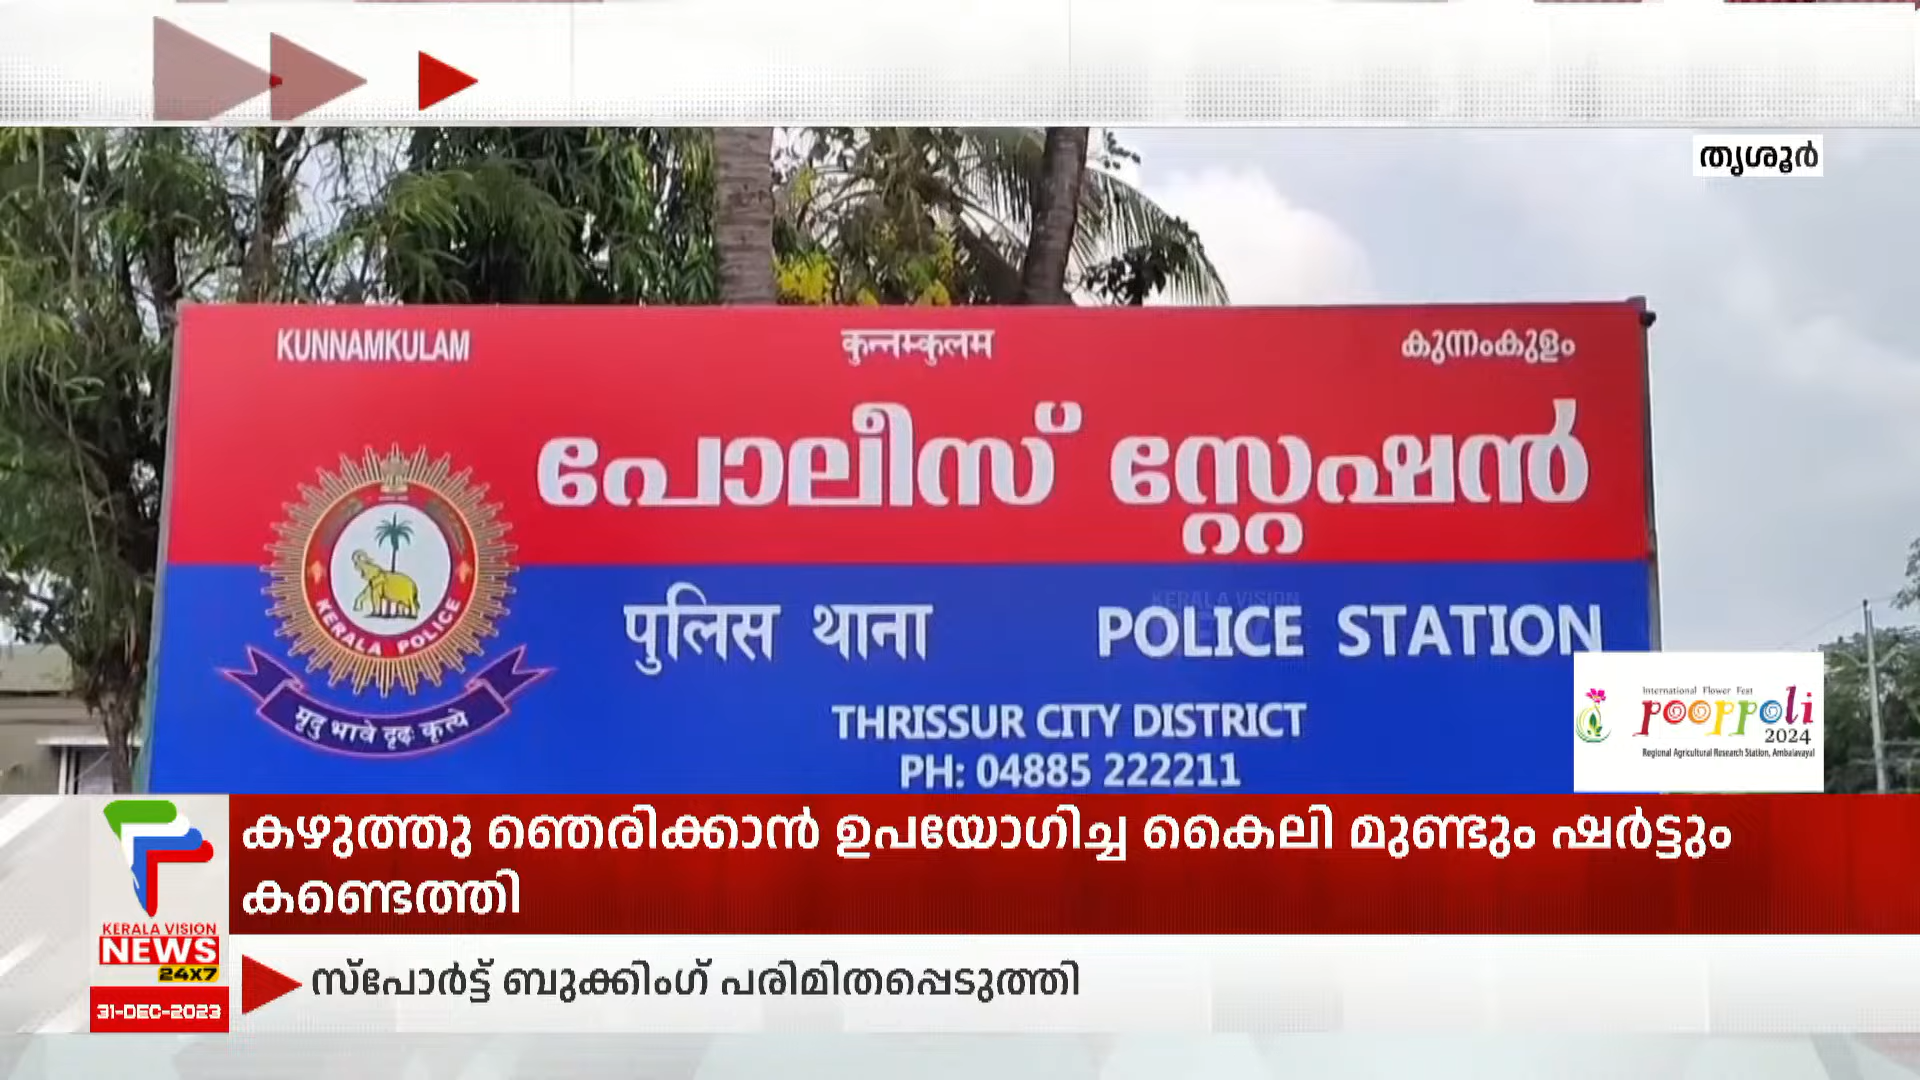 തൃശൂർ
KUNNAMKULAM
कुन्नम्कुलम
കുന്നംകുളം
പോലീസ് സ്റ്റേഷൻ
KERALA POLICE
मृदु भावे दृढ कृत्ये
पुलिस थाना
POLICE STATION
KERALA VISION
THRISSUR CITY DISTRICT
PH: 04885 222211
International Flower Fest
pooppoli
2024
Regional Agricultural Research Station, Ambalavayal
കഴുത്തു ഞെരിക്കാൻ ഉപയോഗിച്ച കൈലി മുണ്ടും ഷർട്ടും
കണ്ടെത്തി
KERALA VISION
NEWS
24X7
31-DEC-2023
സ്പോർട്ട് ബുക്കിംഗ് പരിമിതപ്പെടുത്തി